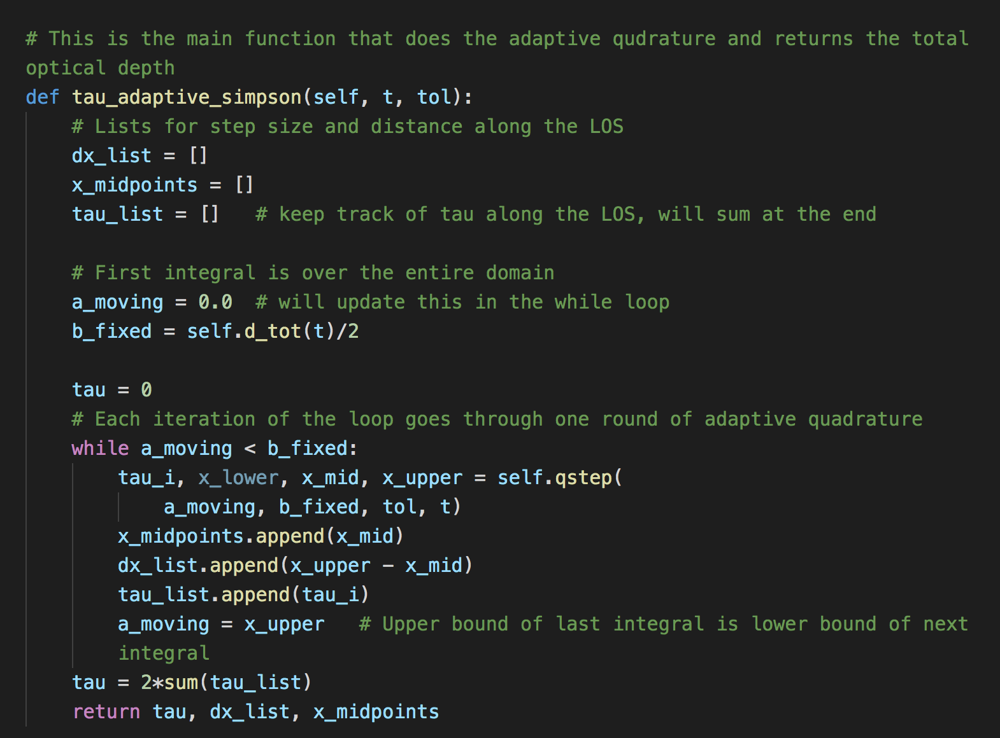 # This is the main function that does the adaptive qudrature and returns the total
optical depth
def tau_adaptive_simpson(self, t, tol):
    # Lists for step size and distance along the LOS
    dx_list = []
    x_midpoints = []
    tau_list = []   # keep track of tau along the LOS, will sum at the end

    # First integral is over the entire domain
    a_moving = 0.0  # will update this in the while loop
    b_fixed = self.d_tot(t)/2

    tau = 0
    # Each iteration of the loop goes through one round of adaptive quadrature
    while a_moving < b_fixed:
        tau_i, x_lower, x_mid, x_upper = self.qstep(
            a_moving, b_fixed, tol, t)
        x_midpoints.append(x_mid)
        dx_list.append(x_upper - x_mid)
        tau_list.append(tau_i)
        a_moving = x_upper   # Upper bound of last integral is lower bound of next
        integral
    tau = 2*sum(tau_list)
    return tau, dx_list, x_midpoints